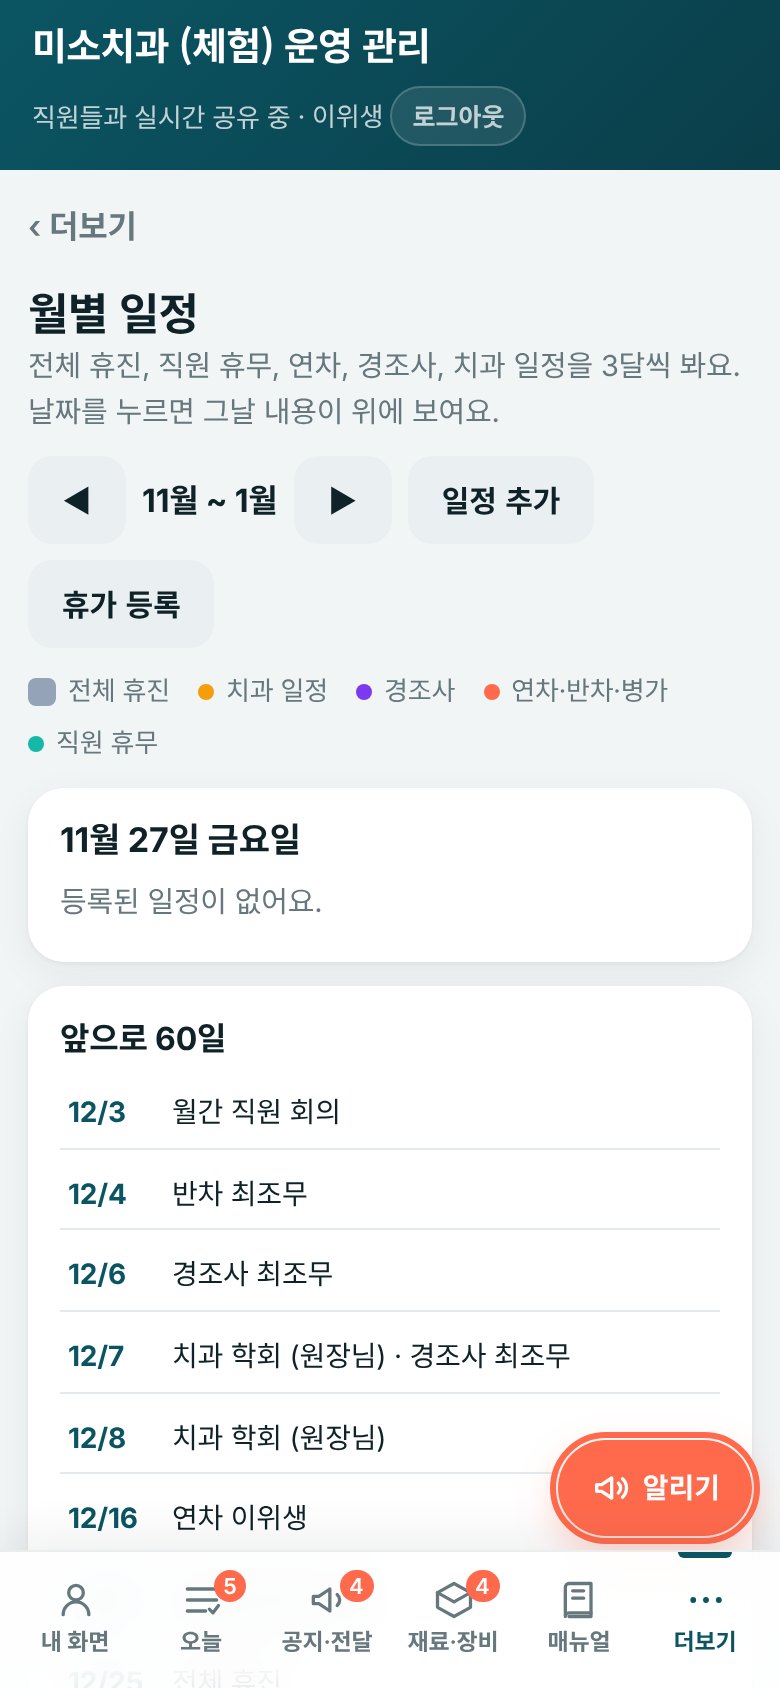 미소치과 (체험) 운영 관리
직원들과 실시간 공유 중 · 이위생 로그아웃
‹ 더보기
월별 일정
전체 휴진, 직원 휴무, 연차, 경조사, 치과 일정을 3달씩 봐요.
날짜를 누르면 그날 내용이 위에 보여요.
◀ 11월 ~ 1월 ▶ 일정 추가
휴가 등록
전체 휴진 치과 일정 경조사 연차·반차·병가
직원 휴무
11월 27일 금요일
등록된 일정이 없어요.
앞으로 60일
12/3 월간 직원 회의
12/4 반차 최조무
12/6 경조사 최조무
12/7 치과 학회 (원장님) · 경조사 최조무
12/8 치과 학회 (원장님)
알리기
12/16 연차 이위생
5 4 4
내 화면 오늘 공지·전달 재료·장비 매뉴얼 더보기
12/25 전체 휴진